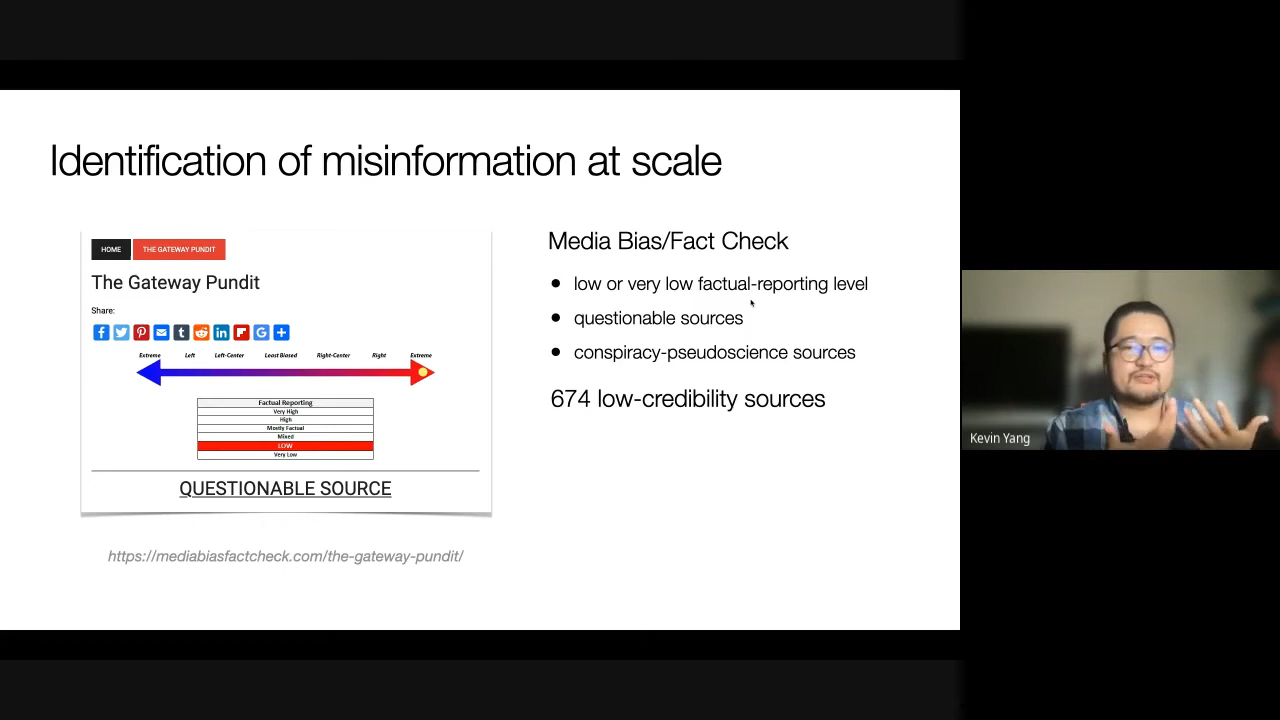 Identification of misinformation at scale
HOME
THE GATEWAY PUNDIT
The Gateway Pundit
Share:
Extreme Left Left-Center Least Biased Right-Center Right Extreme
Factual Reporting
Very High
High
Mostly Factual
Mixed
LOW
Very Low
QUESTIONABLE SOURCE
https://mediabiasfactcheck.com/the-gateway-pundit/
Media Bias/Fact Check
low or very low factual-reporting level
questionable sources
conspiracy-pseudoscience sources
674 low-credibility sources
Kevin Yang